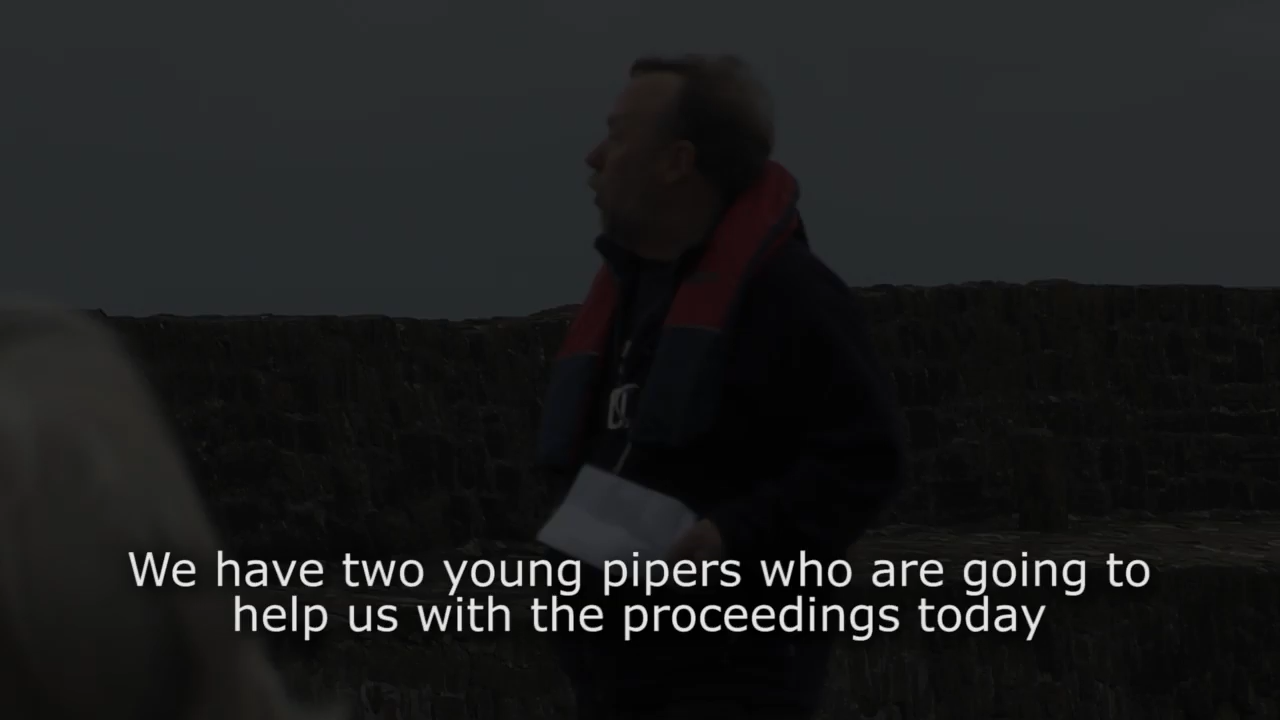 We have two young pipers who are going to
help us with the proceedings today